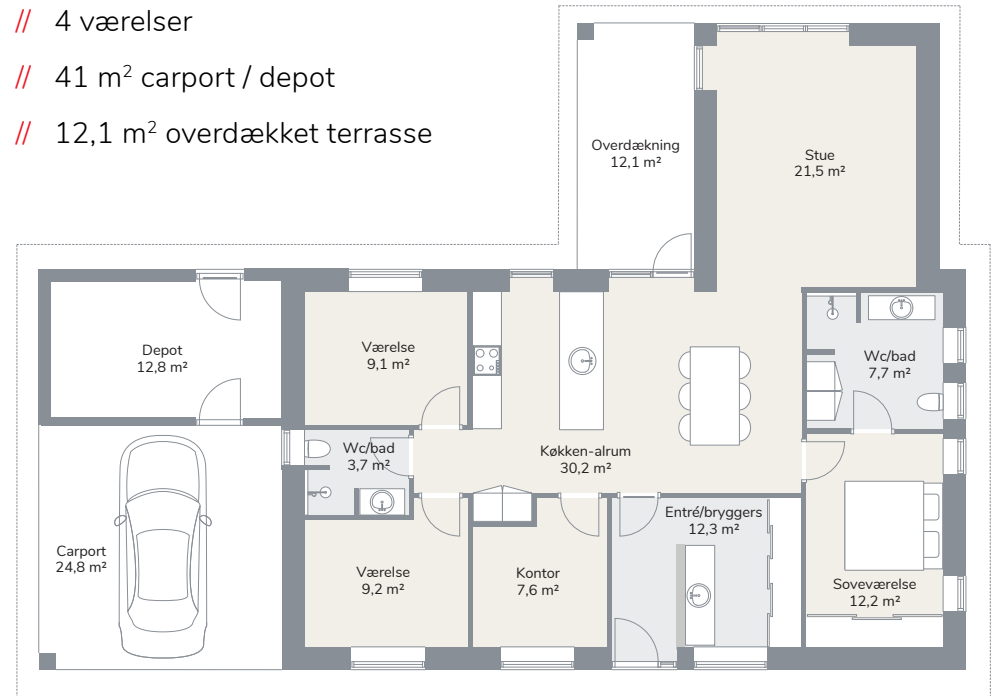 // 4 værelser
// 41 m² carport / depot
// 12,1 m² overdækket terrasse
Overdækning
12,1 m²
Stue
21,5 m²
Depot
12,8 m²
Værelse
9,1 m²
Wc/bad
7,7 m²
Wc/bad
3,7 m²
Køkken-alrum
30,2 m²
Entré/bryggers
12,3 m²
Carport
24,8 m²
Værelse
9,2 m²
Kontor
7,6 m²
Soveværelse
12,2 m²